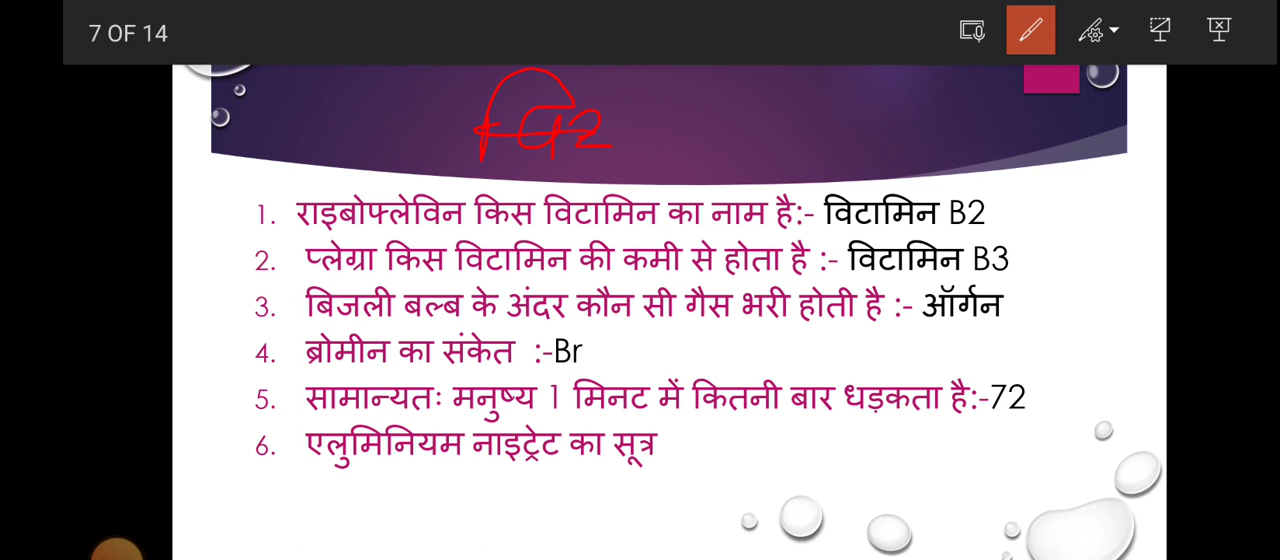 7 OF 14
1. राइबोफ्लेविन किस विटामिन का नाम है:- विटामिन B2
2. प्लेग्रा किस विटामिन की कमी से होता है :- विटामिन B3
3. बिजली बल्ब के अंदर कौन सी गैस भरी होती है :- ऑर्गन
4. ब्रोमीन का संकेत :-Br
5. सामान्यतः मनुष्य 1 मिनट में कितनी बार धड़कता है:-72
6. एलुमिनियम नाइट्रेट का सूत्र